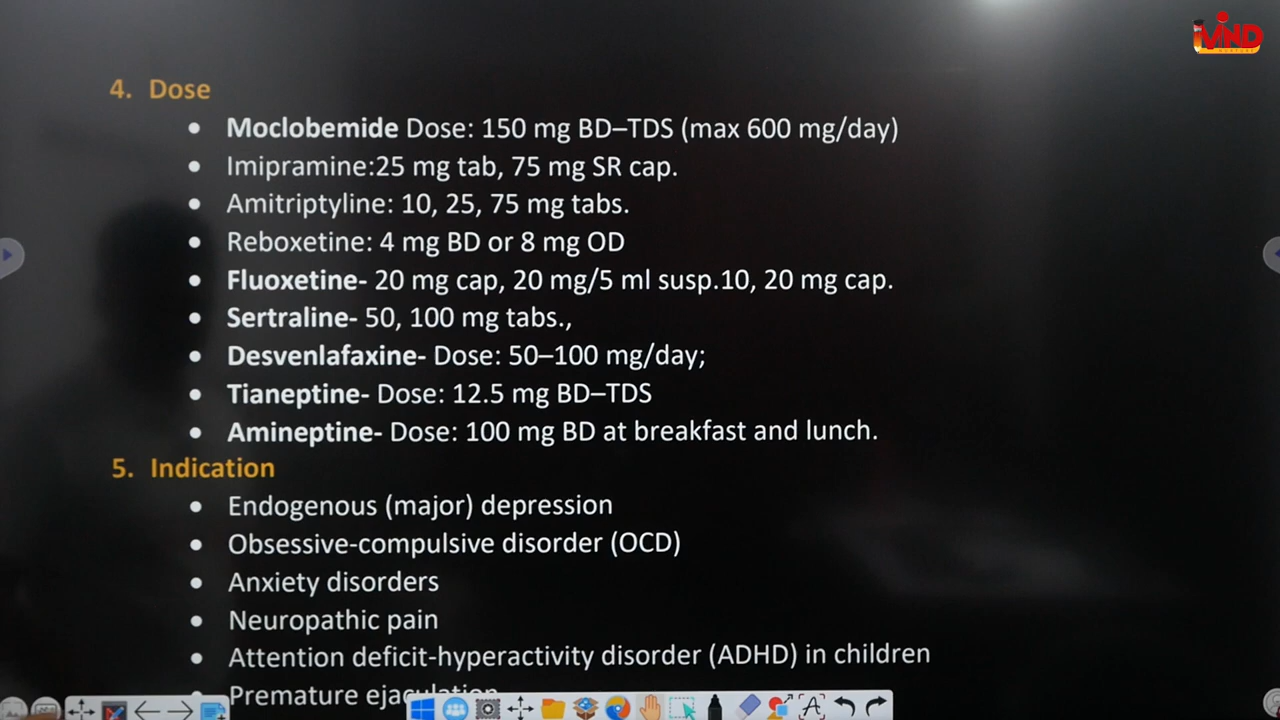 MIND
4. Dose
• Moclobemide Dose: 150 mg BD–TDS (max 600 mg/day)
• Imipramine:25 mg tab, 75 mg SR cap.
• Amitriptyline: 10, 25, 75 mg tabs.
• Reboxetine: 4 mg BD or 8 mg OD
• Fluoxetine- 20 mg cap, 20 mg/5 ml susp.10, 20 mg cap.
• Sertraline- 50, 100 mg tabs.,
• Desvenlafaxine- Dose: 50–100 mg/day;
• Tianeptine- Dose: 12.5 mg BD–TDS
• Amineptine- Dose: 100 mg BD at breakfast and lunch.
5. Indication
• Endogenous (major) depression
• Obsessive-compulsive disorder (OCD)
• Anxiety disorders
• Neuropathic pain
• Attention deficit-hyperactivity disorder (ADHD) in children
• Premature ejaculation